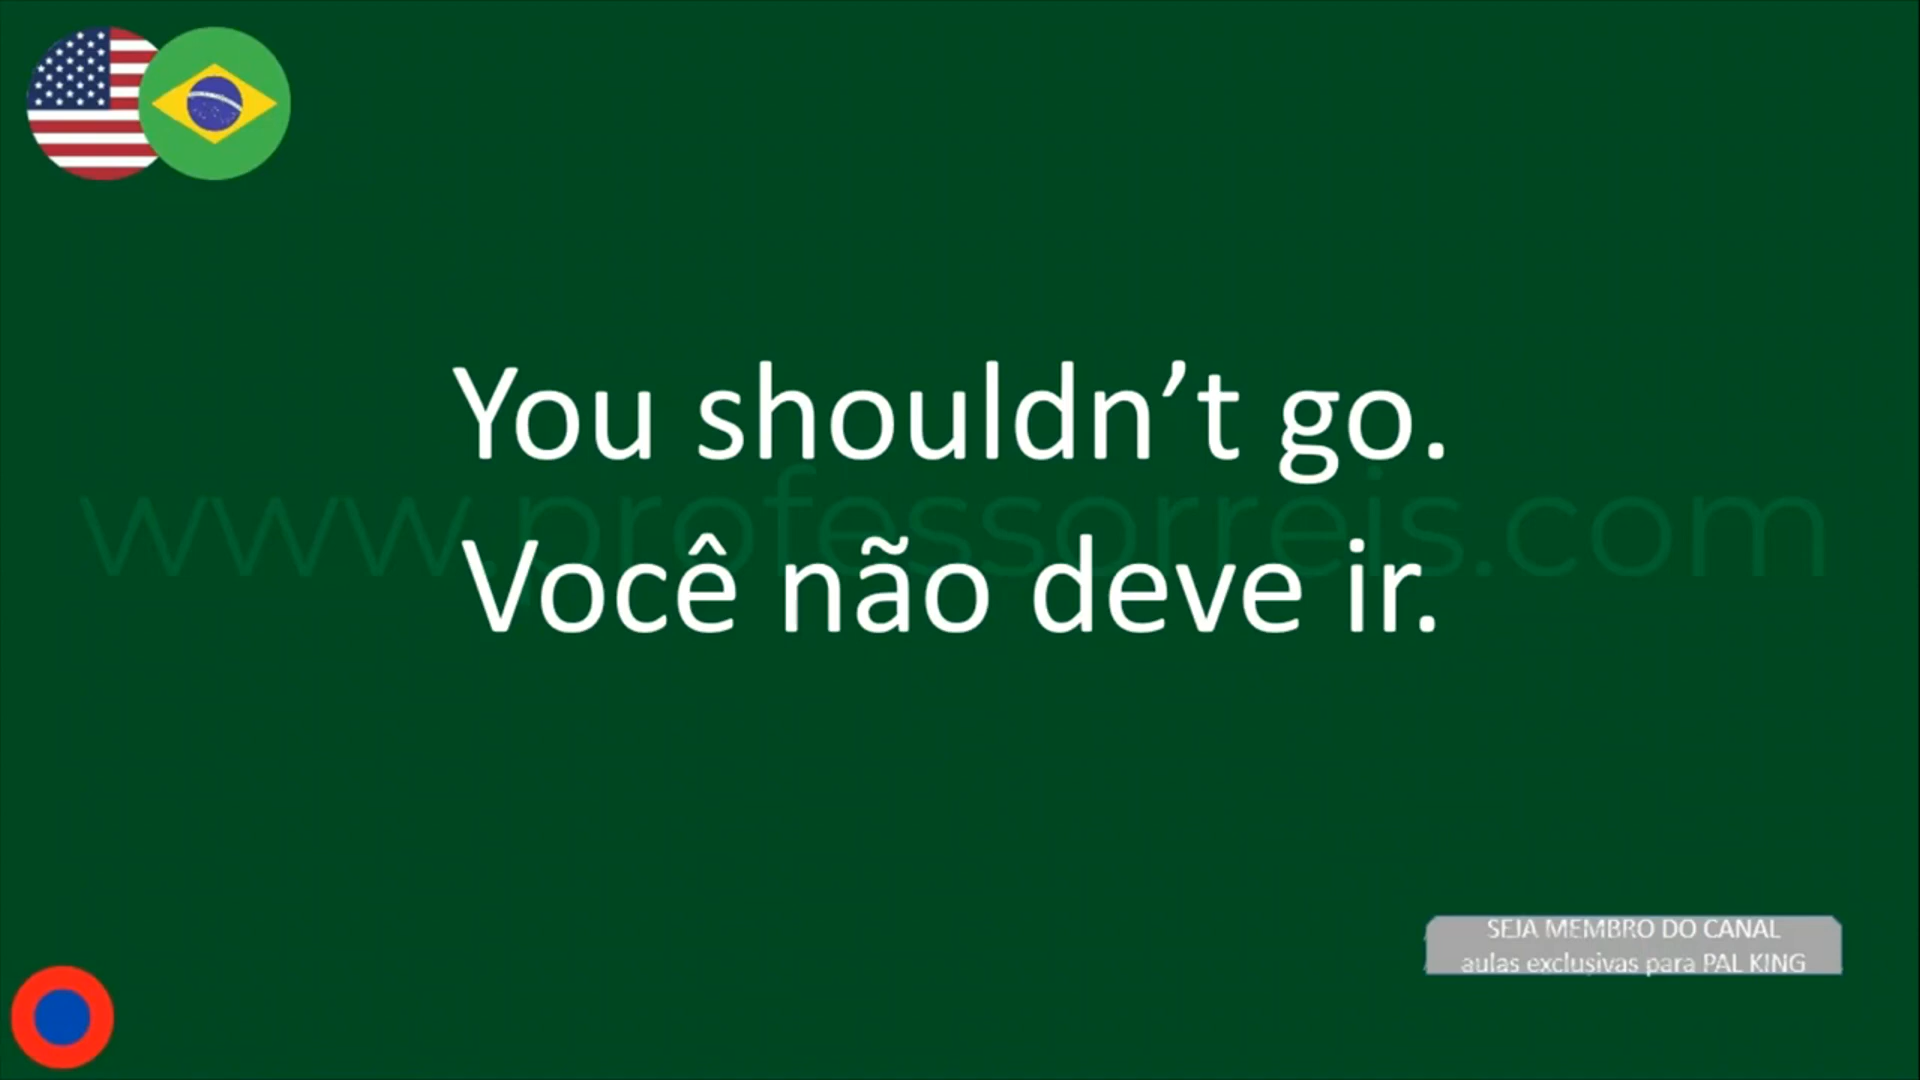 You shouldn’t go.
www.professorreis.com
Você não deve ir.
SEJA MEMBRO DO CANAL
aulas exclusivas para PAL KING